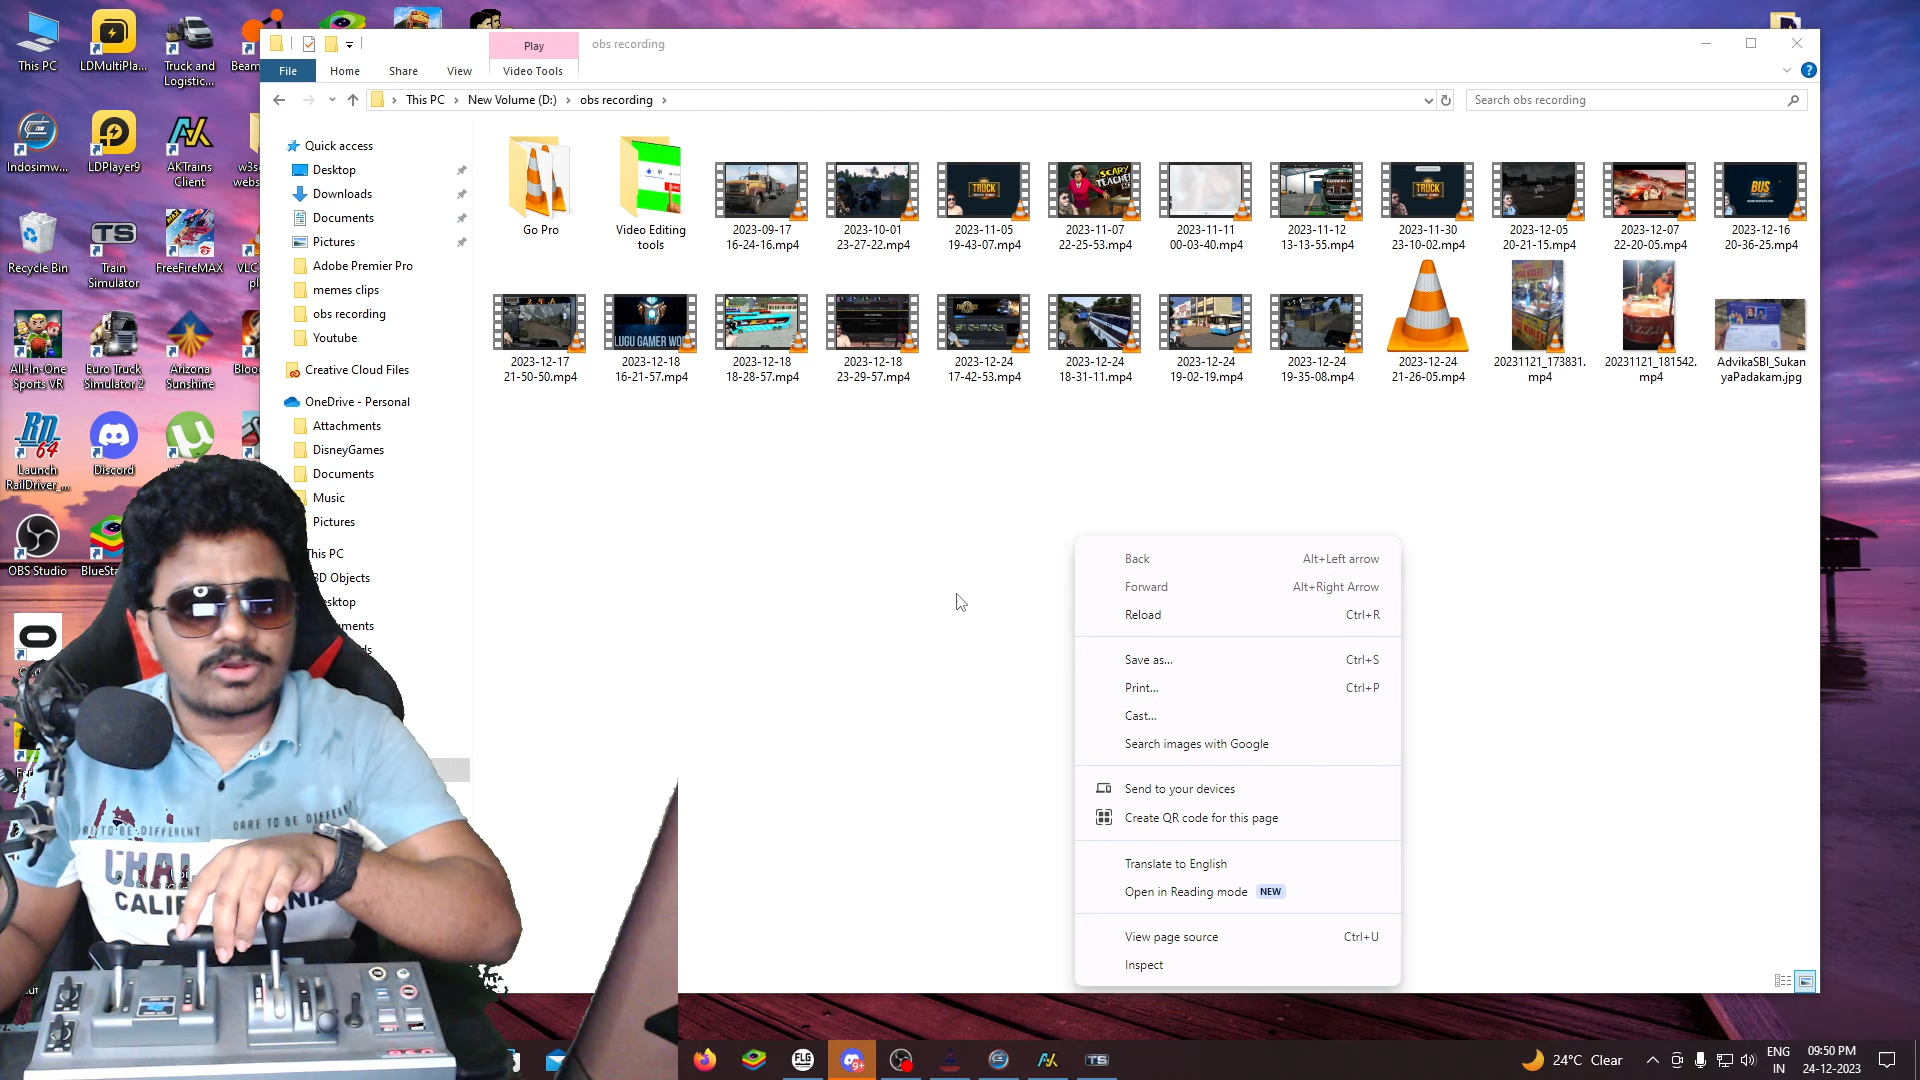 This PC
LDMultiPla...
Truck and
Logistic...
Beam
Play
obs recording
File
Home
Share
View
Video Tools
This PC
New Volume (D:)
obs recording
Search obs recording
Indosimw...
LDPlayer9
AKTrains
Client
Recycle Bin
Train
Simulator
FreeFireMAX
All-In-One
Sports VR
Euro Truck
Simulator 2
Arizona
Sunshine
Launch
RailDriver_...
Discord
OBS Studio
Quick access
Desktop
Downloads
Documents
Pictures
Adobe Premier Pro
memes clips
obs recording
Youtube
Creative Cloud Files
OneDrive - Personal
Attachments
DisneyGames
Documents
Music
Pictures
Go Pro
Video Editing
tools
2023-09-17
16-24-16.mp4
2023-10-01
23-27-22.mp4
2023-11-05
19-43-07.mp4
2023-11-07
22-25-53.mp4
2023-11-11
00-03-40.mp4
2023-11-12
13-13-55.mp4
2023-11-30
23-10-02.mp4
2023-12-05
20-21-15.mp4
2023-12-07
22-20-05.mp4
2023-12-16
20-36-25.mp4
2023-12-17
21-50-50.mp4
2023-12-18
16-21-57.mp4
2023-12-18
18-28-57.mp4
2023-12-18
23-29-57.mp4
2023-12-24
17-42-53.mp4
2023-12-24
18-31-11.mp4
2023-12-24
19-02-19.mp4
2023-12-24
19-35-08.mp4
2023-12-24
21-26-05.mp4
20231121_173831.
mp4
20231121_181542.
mp4
AdvikaSBI_Sukan
yaPadakam.jpg
Back Alt+Left arrow
Forward Alt+Right Arrow
Reload Ctrl+R
Save as... Ctrl+S
Print... Ctrl+P
Cast...
Search images with Google
Send to your devices
Create QR code for this page
Translate to English
Open in Reading mode NEW
View page source Ctrl+U
Inspect
DARE TO BE DIFFERENT
24°C Clear
ENG
IN
09:50 PM
24-12-2023